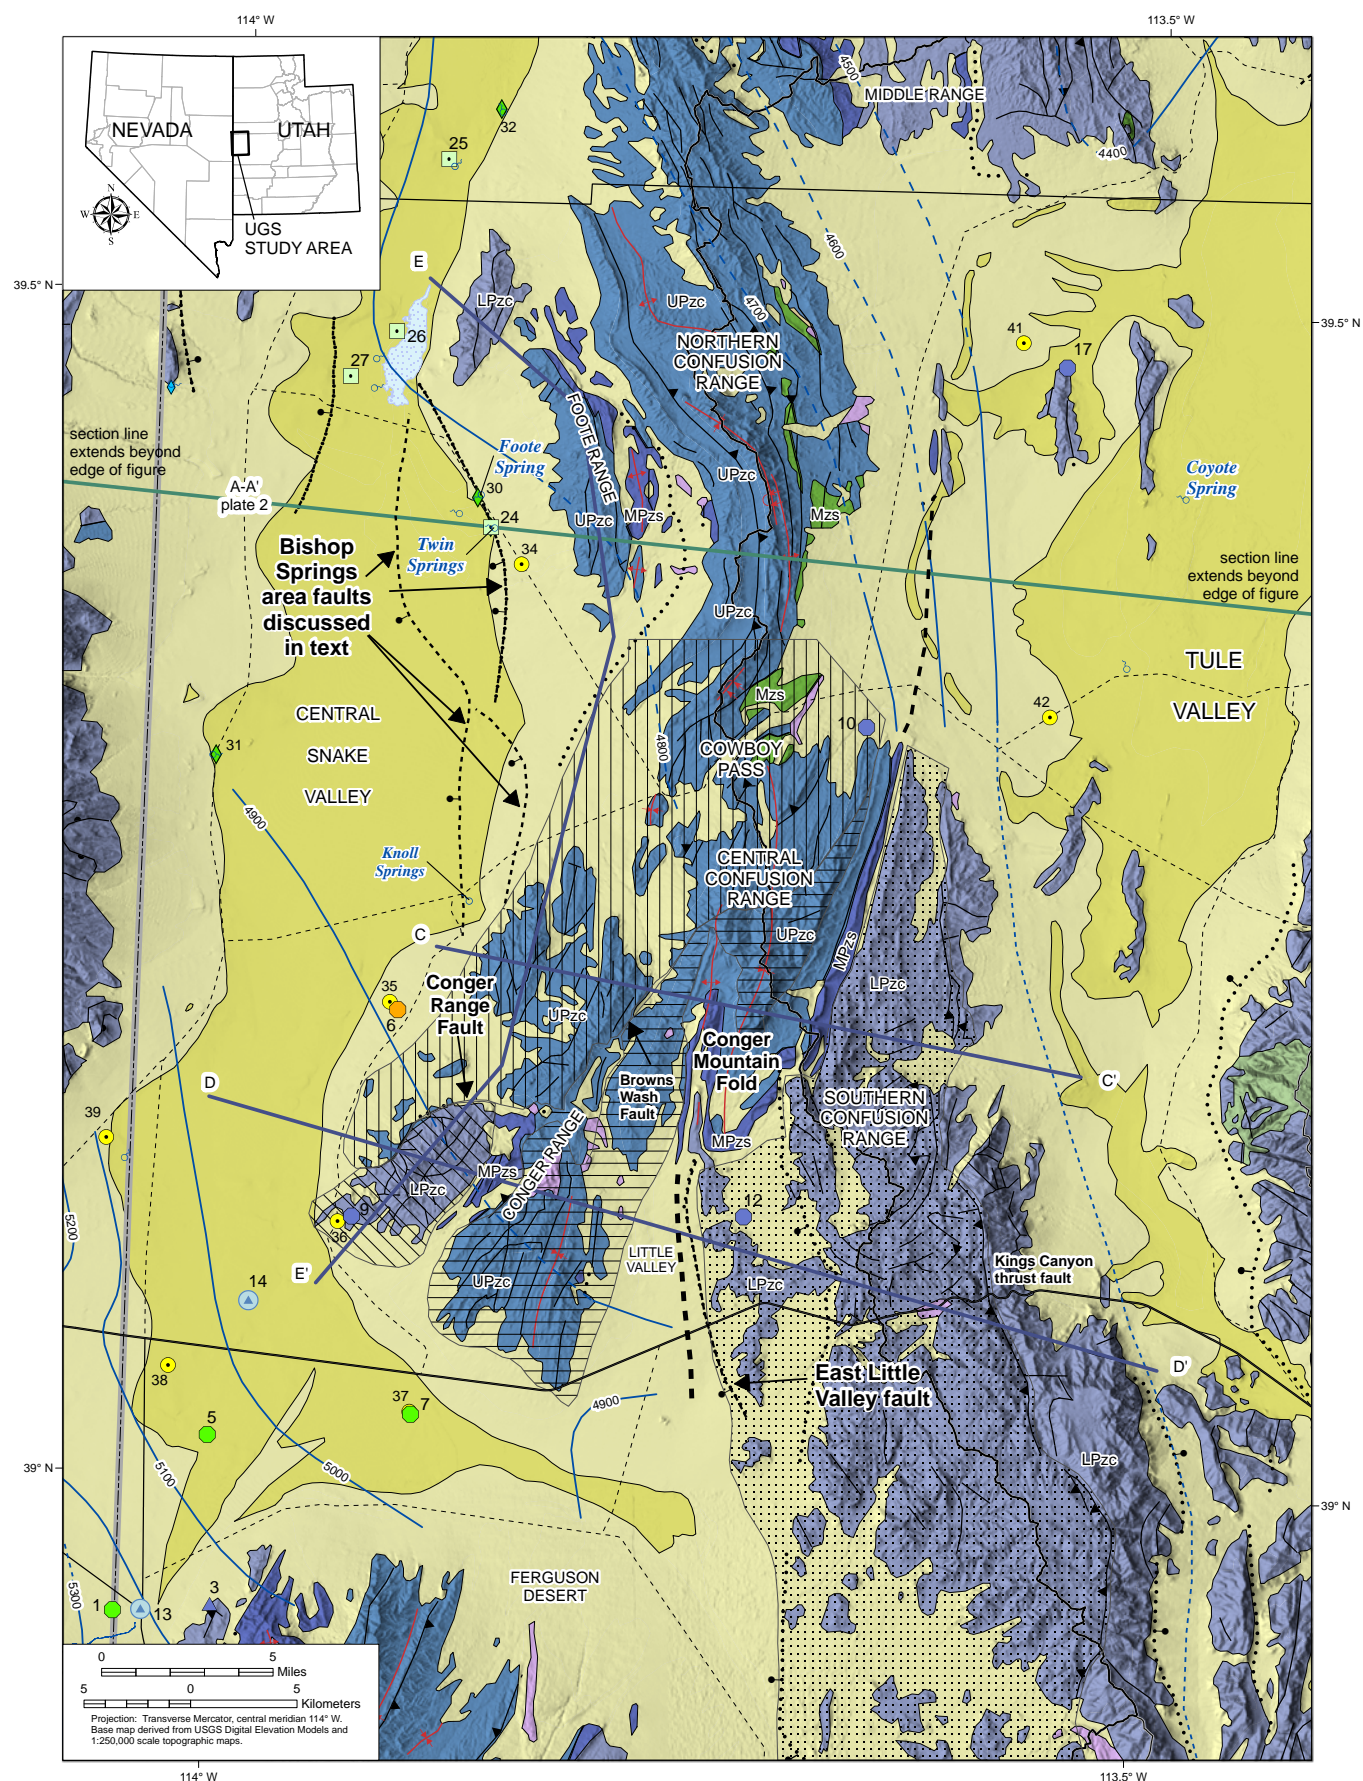 114° W
113.5° W
NEVADA
UTAH
N
W
E
S
UGS
STUDY AREA
32
25
4500
MIDDLE RANGE
4400
39.5° N
E
4600
LPzc
UPzc
4700
39.5° N
26
27
NORTHERN
CONFUSION
RANGE
41
17
FOOTE RANGE
section line
extends beyond
edge of figure
Foote
Spring
Coyote
Spring
A-A'
plate 2
30
24
UPzc
UPzc
MPzs
Mzs
Bishop
Springs
area faults
discussed
in text
Twin
Springs
34
section line
extends beyond
edge of figure
UPzc
TULE
VALLEY
Mzs
CENTRAL
SNAKE
VALLEY
31
10
42
4800
COWBOY
PASS
4900
Knoll
Springs
CENTRAL
CONFUSION
RANGE
UPzc
MPzs
C
LPzc
Conger
Range
Fault
35
6
UPzc
Conger
Mountain
Fold
C'
D
Browns
Wash
Fault
SOUTHERN
CONFUSION
RANGE
39
CONGER RANGE
MPzs
MPzs
LPzc
9
36
12
5200
LITTLE
VALLEY
Kings Canyon
thrust fault
E'
UPzc
LPzc
14
D'
East Little
Valley fault
38
37
7
4900
5
LPzc
39° N
5100
5000
39° N
FERGUSON
DESERT
5300
3
1
13
0 5
Miles
5 0 5
Kilometers
Projection: Transverse Mercator, central meridian 114° W.
Base map derived from USGS Digital Elevation Models and
1:250,000 scale topographic maps.
114° W
113.5° W